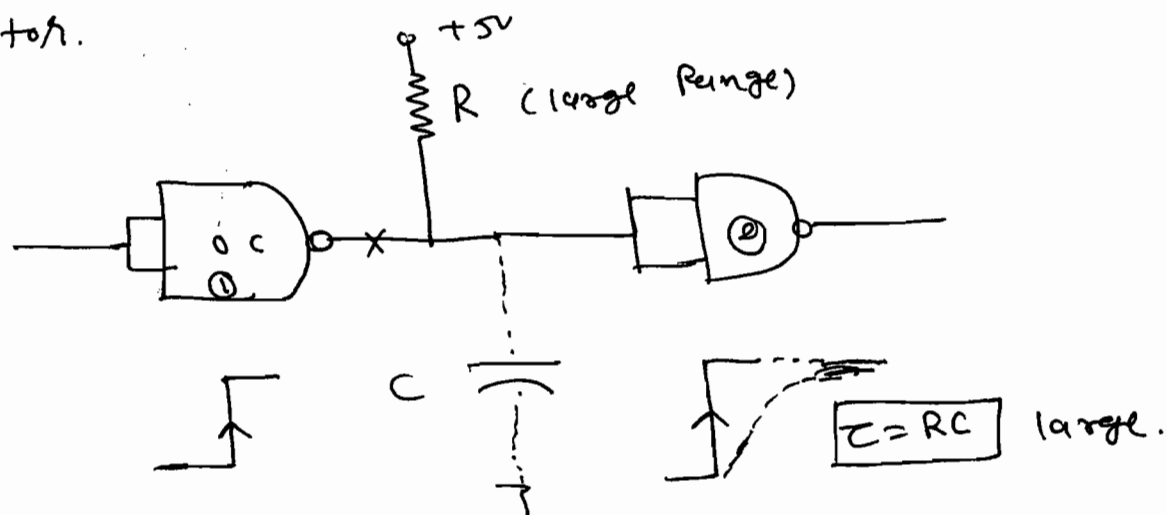 tor.
+5V
R (large Range)
O C
①
②
C
τ = RC large.